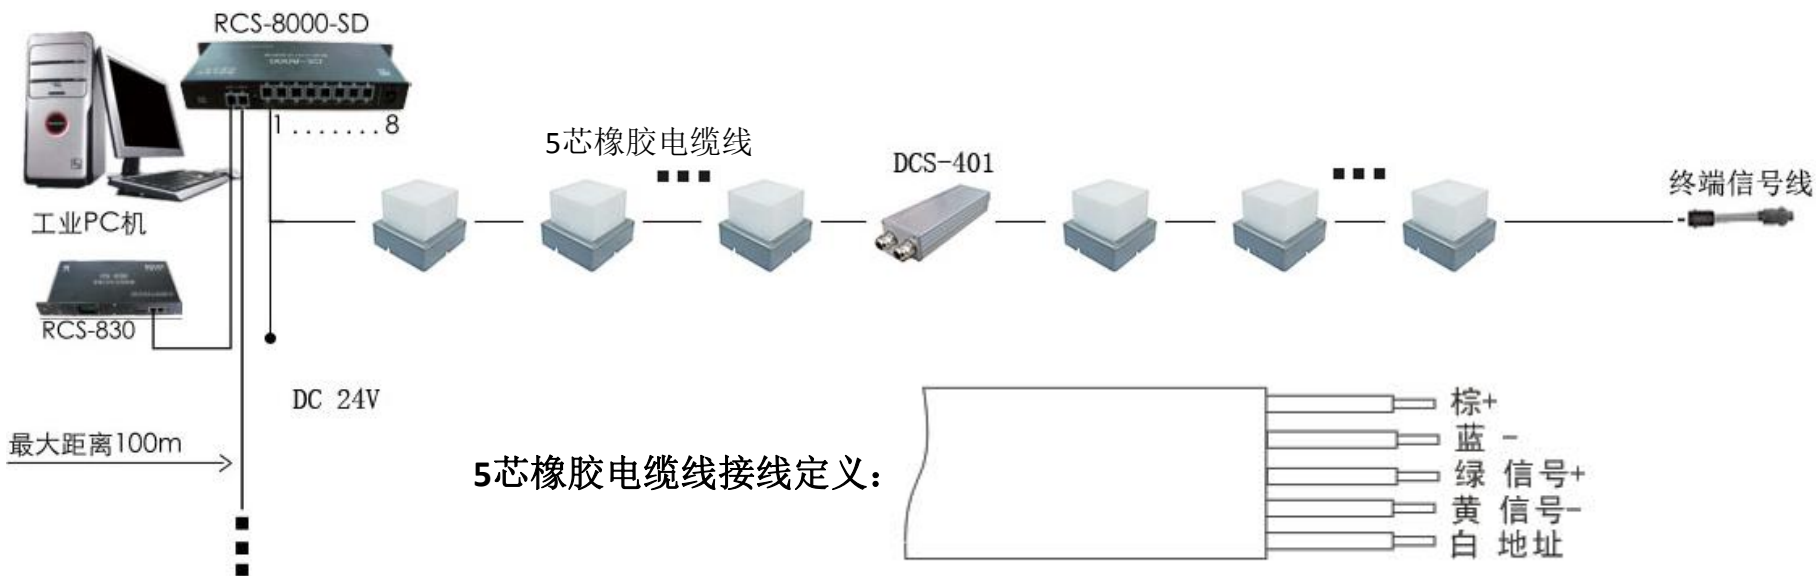 RCS-8000-SD
1.......8
5芯橡胶电缆线
DCS-401
终端信号线
工业PC机
RCS-830
DC 24V
最大距离100m
5芯橡胶电缆线接线定义：
棕+
蓝 -
绿 信号+
黄 信号-
白 地址